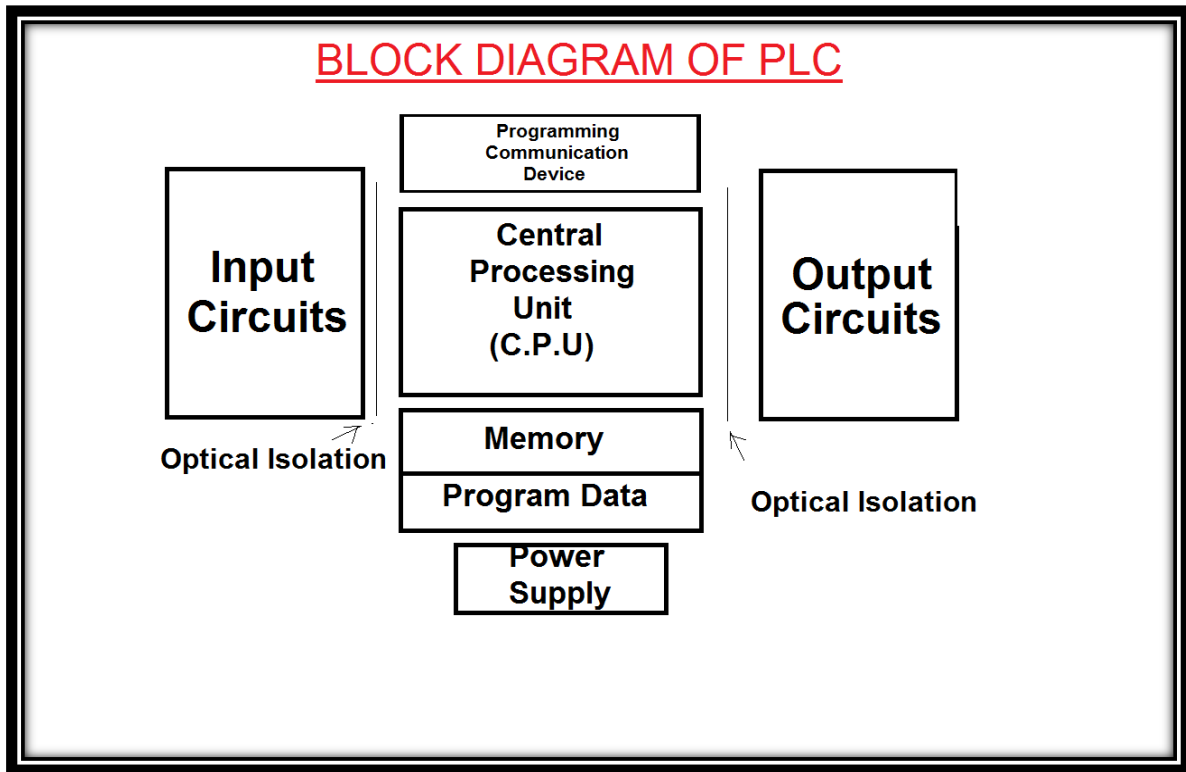 BLOCK DIAGRAM OF PLC
Programming
Communication
Device
Input
Circuits
Central
Processing
Unit
(C.P.U)
Output
Circuits
Optical Isolation
Memory
Program Data
Optical Isolation
Power
Supply